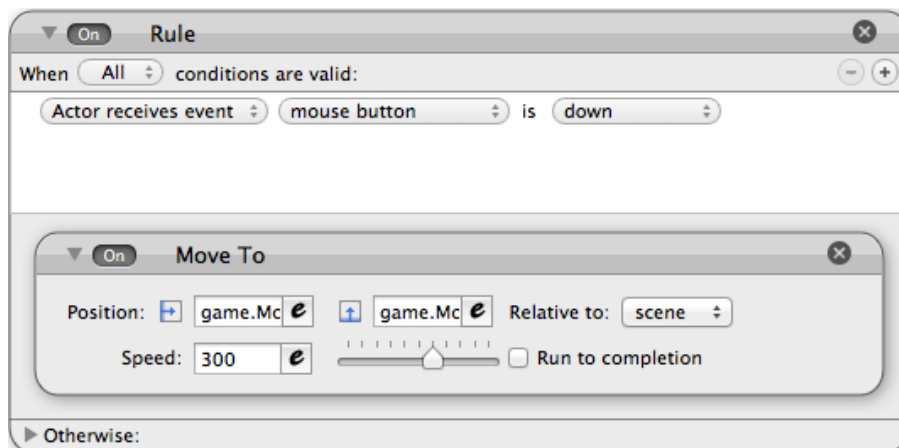 On Rule
When All conditions are valid:
Actor receives event mouse button is down
On Move To
Position: game.Mc e game.Mc e Relative to: scene
Speed: 300 e Run to completion
Otherwise: